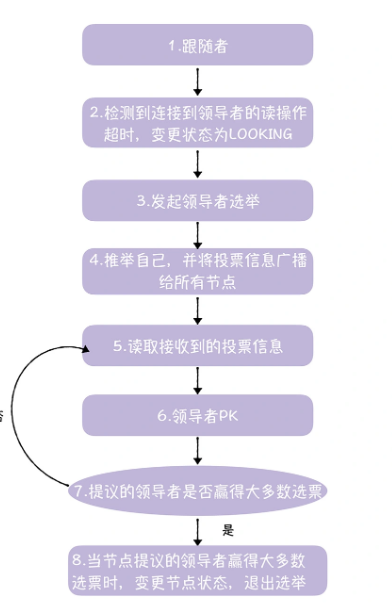 1.跟随者
2.检测到连接到领导者的读操作
超时，变更状态为LOOKING
3.发起领导者选举
4.推举自己，并将投票信息广播
给所有节点
5.读取接收到的投票信息
6.领导者PK
7.提议的领导者是否赢得大多数选票
是
8.当节点提议的领导者赢得大多数
选票时，变更节点状态，退出选举